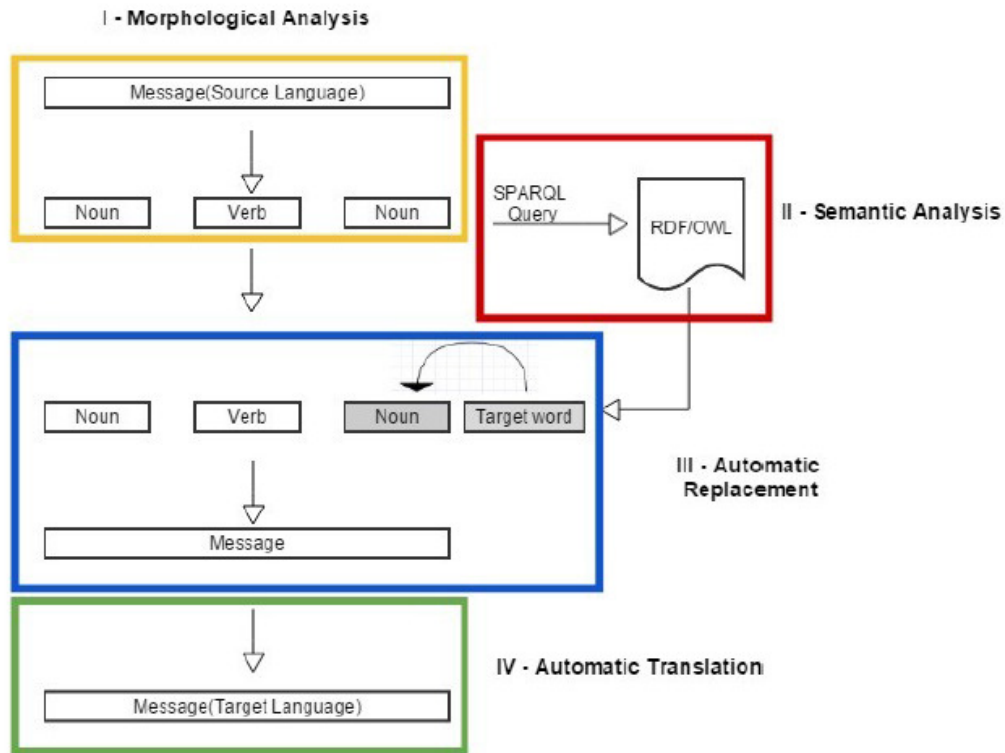 I - Morphological Analysis
Message(Source Language)
Noun
Verb
Noun
SPARQL
Query
RDF/OWL
II - Semantic Analysis
Noun
Verb
Noun
Target word
III - Automatic
Replacement
Message
IV - Automatic Translation
Message(Target Language)